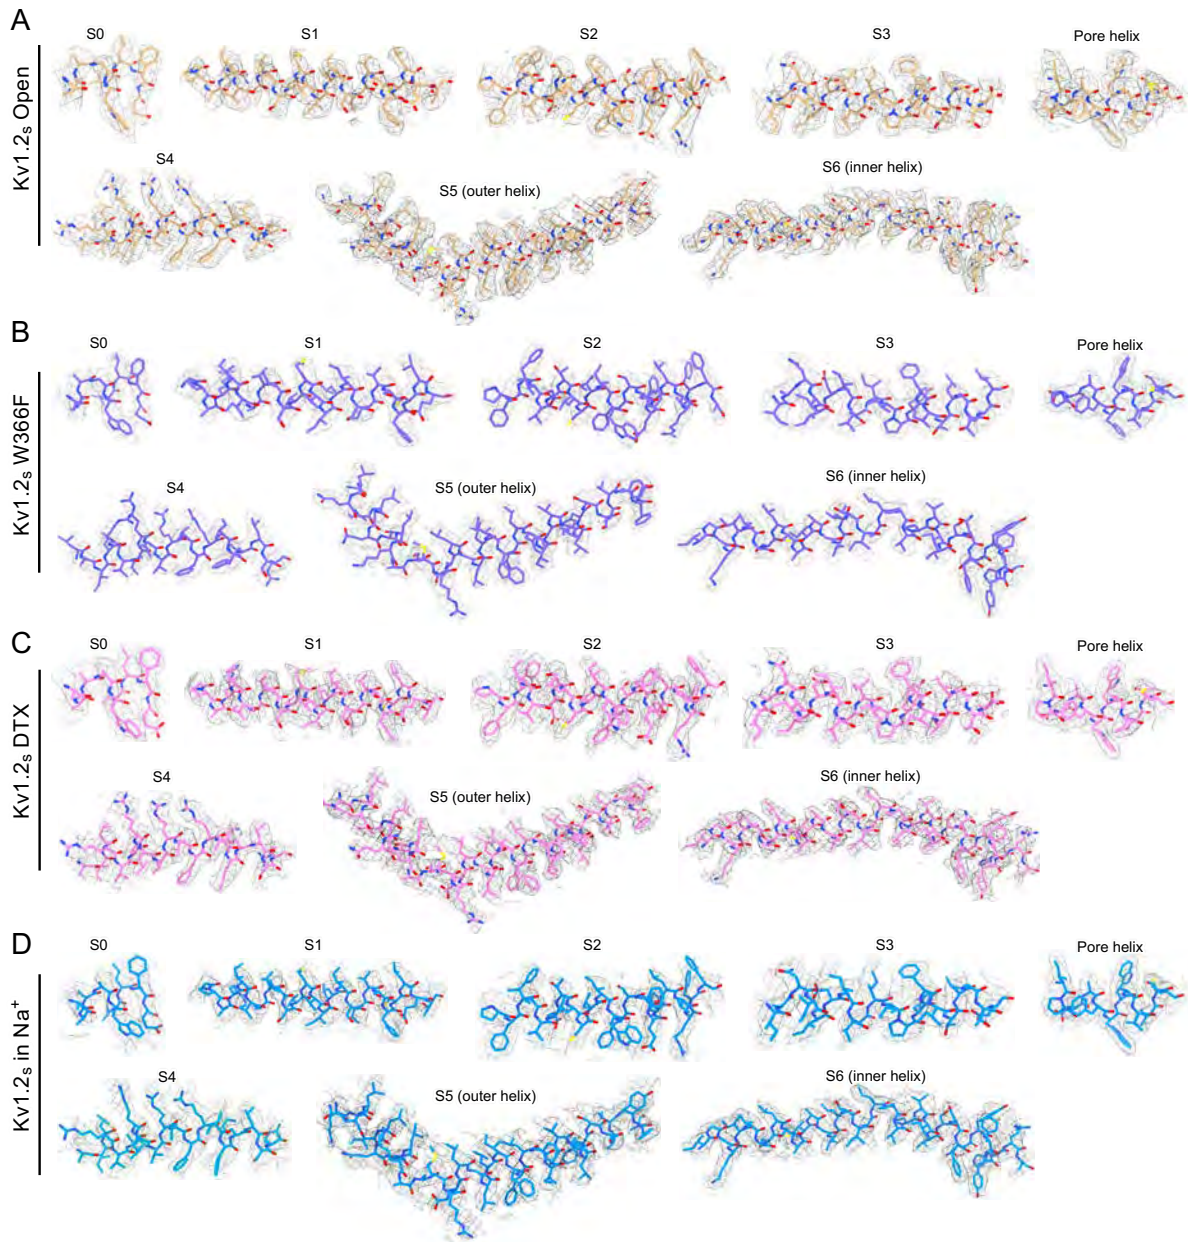 A
Kv1.2s Open
S0
S1
S2
S3
Pore helix
S4
S5 (outer helix)
S6 (inner helix)
B
Kv1.2s W366F
S0
S1
S2
S3
Pore helix
S4
S5 (outer helix)
S6 (inner helix)
C
Kv1.2s DTX
S0
S1
S2
S3
Pore helix
S4
S5 (outer helix)
S6 (inner helix)
D
Kv1.2s in Na+
S0
S1
S2
S3
Pore helix
S4
S5 (outer helix)
S6 (inner helix)